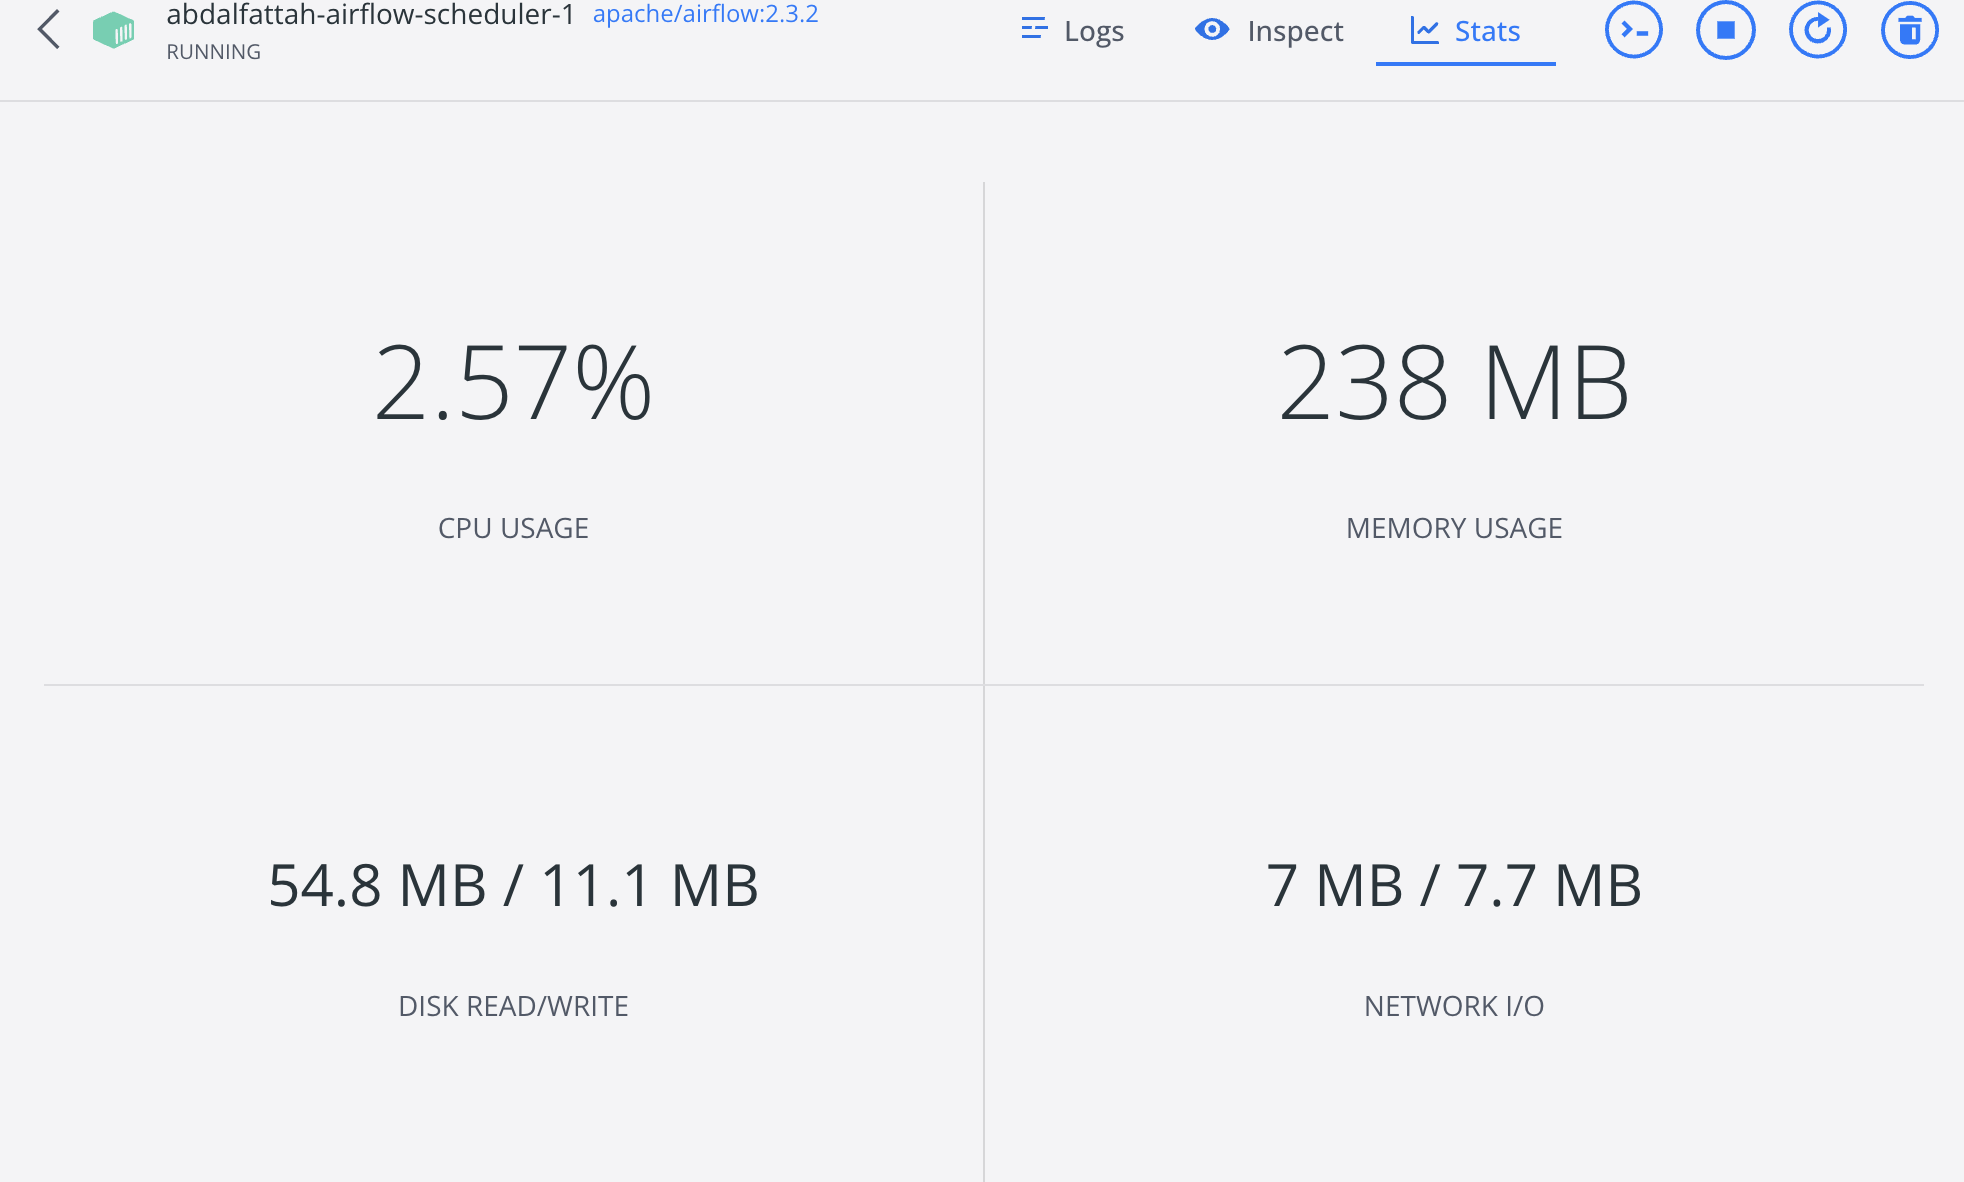 abdalfattah-airflow-scheduler-1 apache/airflow:2.3.2
RUNNING
Logs Inspect Stats
2.57%
CPU USAGE
238 MB
MEMORY USAGE
54.8 MB / 11.1 MB
DISK READ/WRITE
7 MB / 7.7 MB
NETWORK I/O